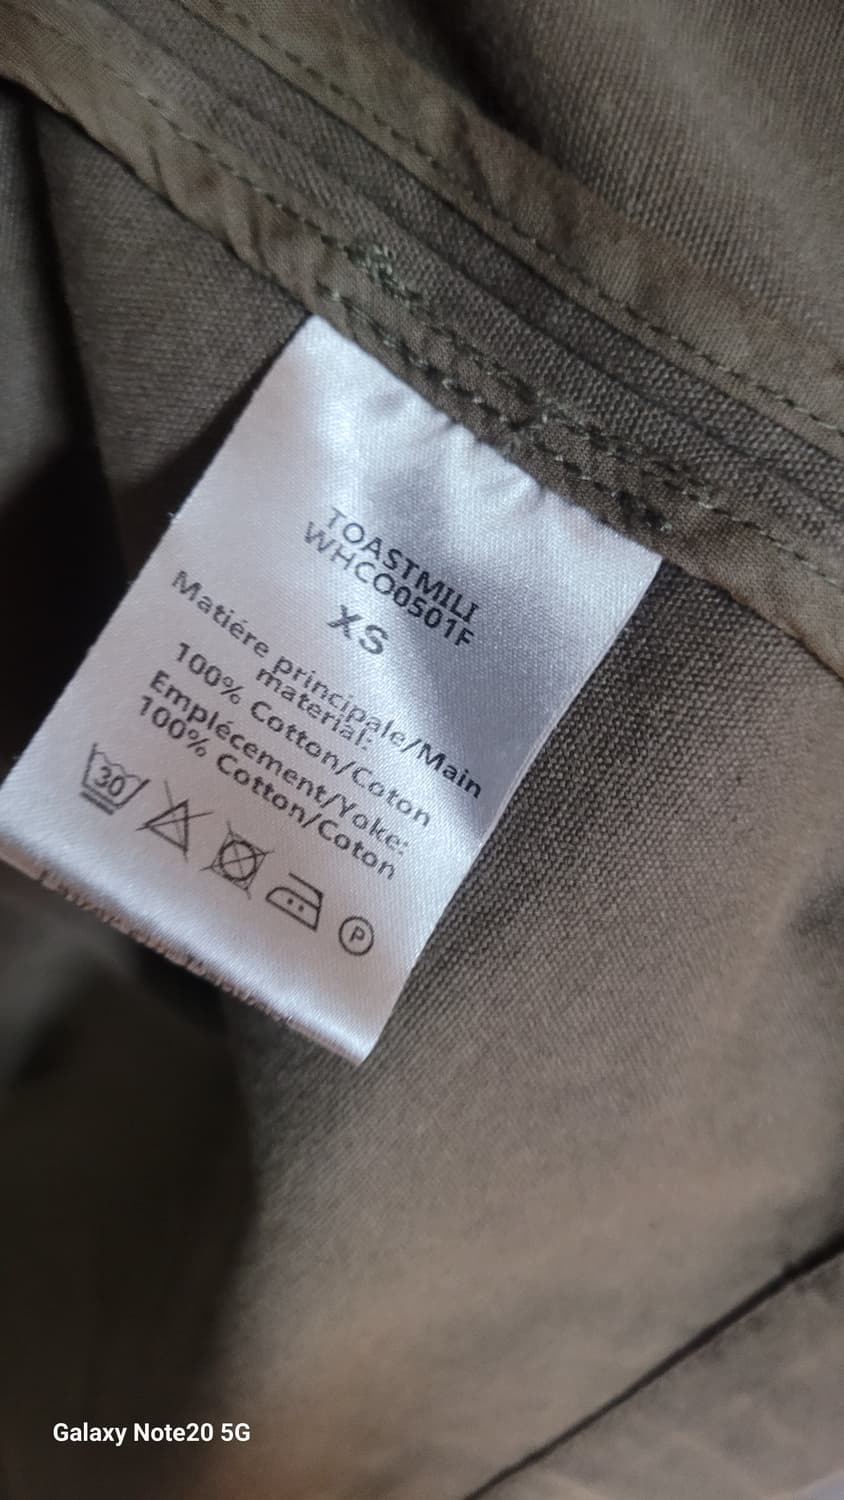 TOASTMILI
WHCO0501F
XS
Matiére principale/Main
material:
100% Cotton/Coton
Emplécement/Yoke:
100% Cotton/Coton
30
P
Galaxy Note20 5G